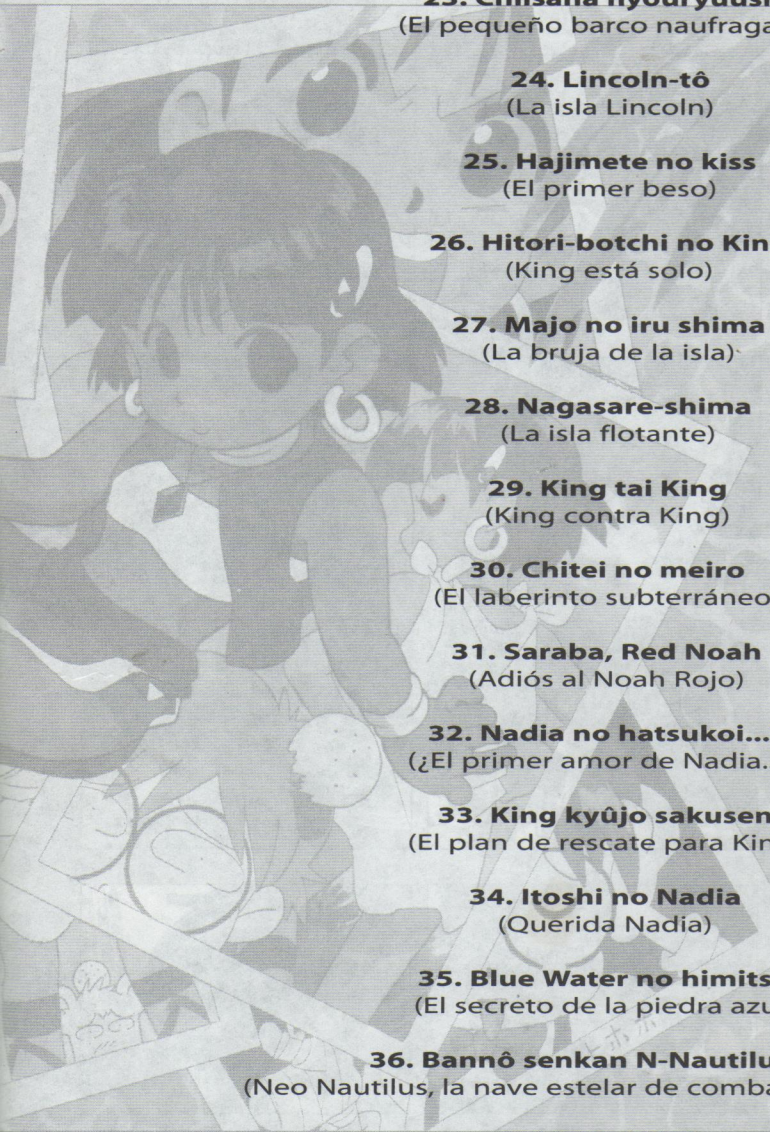 (El pequeño barco naufraga
24. Lincoln-tô
(La isla Lincoln)
25. Hajimete no kiss
(El primer beso)
26. Hitori-botchi no Kin
(King está solo)
27. Majo no iru shima
(La bruja de la isla)
28. Nagasare-shima
(La isla flotante)
29. King tai King
(King contra King)
30. Chitei no meiro
(El laberinto subterráneo
31. Saraba, Red Noah
(Adiós al Noah Rojo)
32. Nadia no hatsukoi...
(¿El primer amor de Nadia.
33. King kyûjo sakusen
(El plan de rescate para Kin
34. Itoshi no Nadia
(Querida Nadia)
35. Blue Water no himits
(El secreto de la piedra azu
36. Bannô senkan N-Nautilu
(Neo Nautilus, la nave estelar de comba